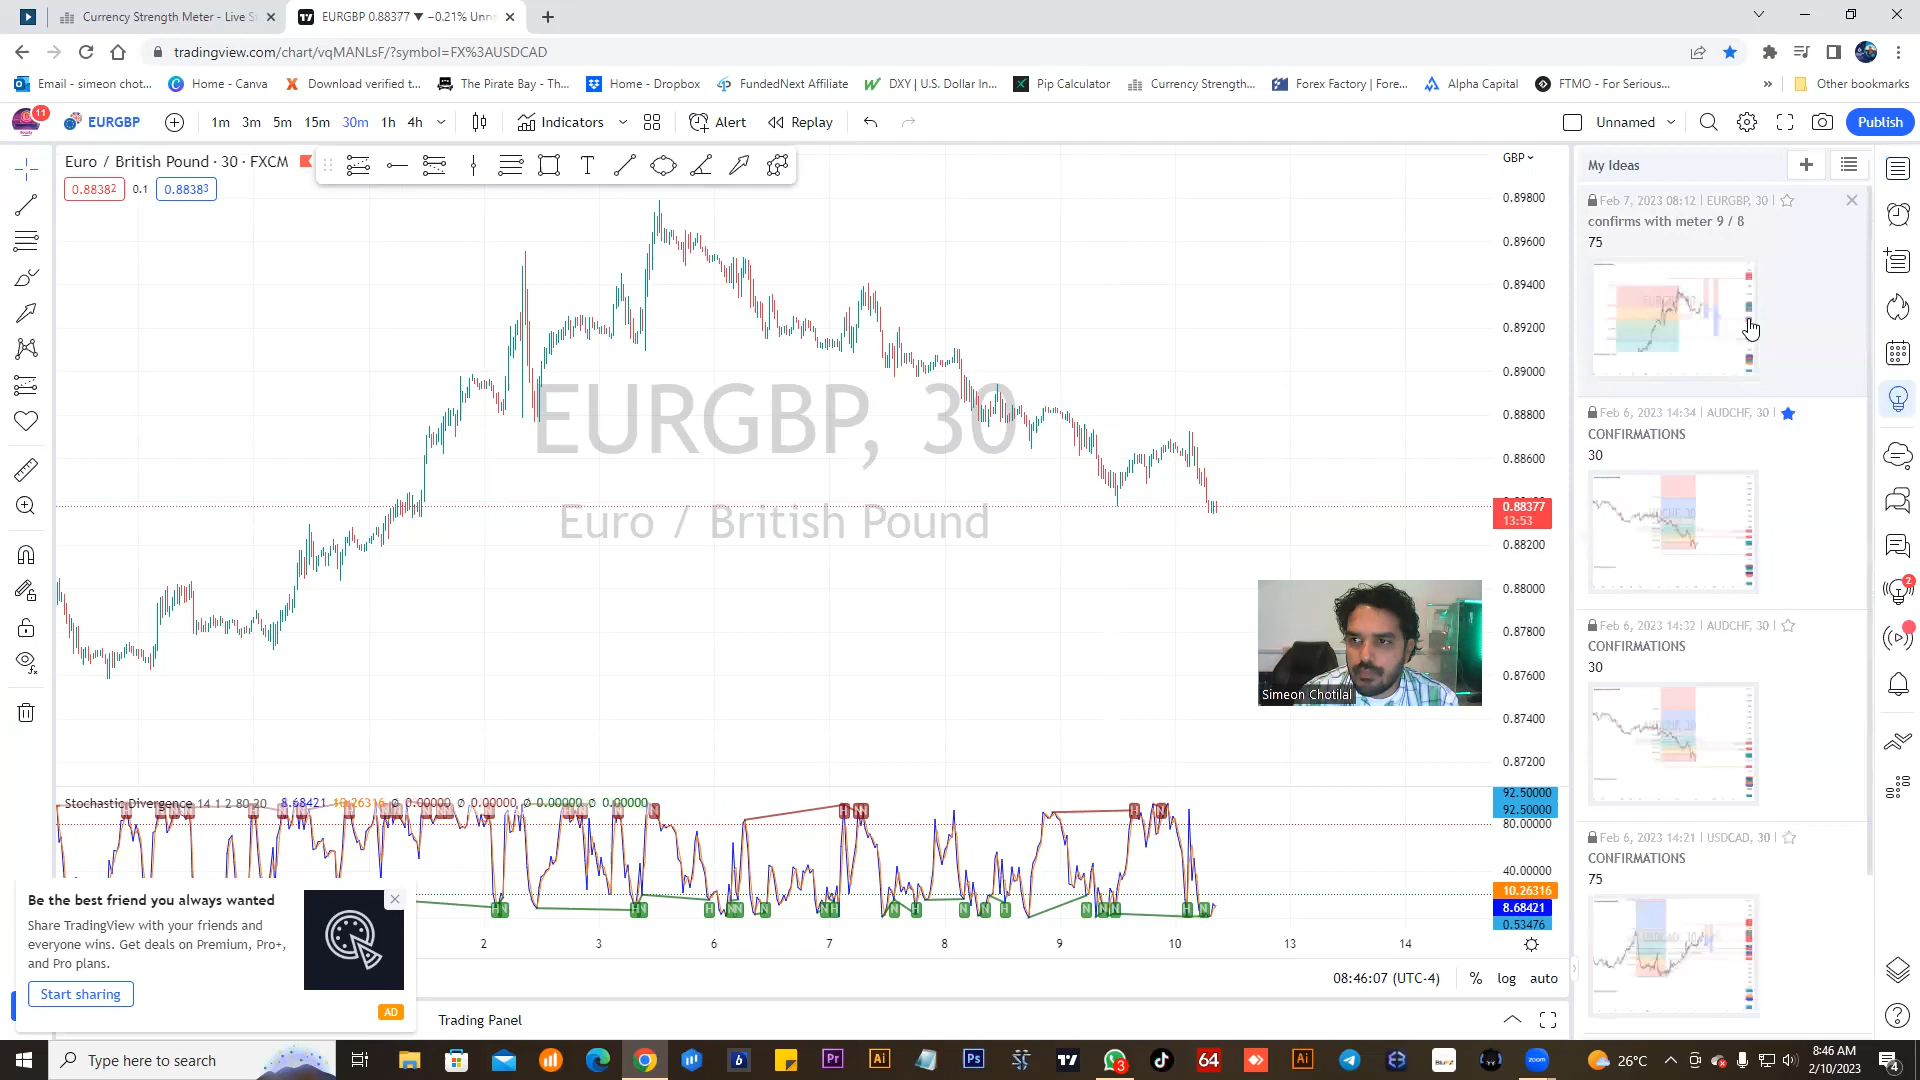 Currency Strength Meter - Live S
EURGBP 0.88377 ▼ −0.21% Unn
tradingview.com/chart/vqMANLsF/?symbol=FX%3AUSDCAD
Email - simeon chot...
Home - Canva
Download verified t...
The Pirate Bay - Th...
Home - Dropbox
FundedNext Affiliate
DXY | U.S. Dollar In...
Pip Calculator
Currency Strength...
Forex Factory | Fore...
Alpha Capital
FTMO - For Serious...
»
Other bookmarks
11
EURGBP
1m 3m 5m 15m 30m 1h 4h
Indicators
Alert
Replay
Unnamed
Publish
Euro / British Pound · 30 · FXCM
0.88382
0.1
0.88383
GBP
0.89800
0.89600
0.89400
0.89200
0.89000
0.88800
0.88600
0.88377
13:53
0.88200
0.88000
0.87800
0.87600
0.87400
0.87200
EURGBP, 30
Euro / British Pound
Simeon Chotilal
Stochastic Divergence 14 1 2 80 20 8.68421 10.26316 ø 0.00000 ø 0.00000 ø 0.00000 ø 0.00000
92.50000
92.50000
80.00000
40.00000
10.26316
8.68421
0.53476
2 3 6 7 8 9 10 13 14
08:46:07 (UTC-4)
%
log
auto
Trading Panel
Be the best friend you always wanted
Share TradingView with your friends and
everyone wins. Get deals on Premium, Pro+,
and Pro plans.
Start sharing
AD
My Ideas
Feb 7, 2023 08:12 | EURGBP, 30 |
confirms with meter 9 / 8
75
Feb 6, 2023 14:34 | AUDCHF, 30 |
CONFIRMATIONS
30
Feb 6, 2023 14:32 | AUDCHF, 30 |
CONFIRMATIONS
30
Feb 6, 2023 14:21 | USDCAD, 30 |
CONFIRMATIONS
75
2
Type here to search
Pr
Ai
Ps
3
64
Ai
zoom
26°C
8:46 AM
2/10/2023
4